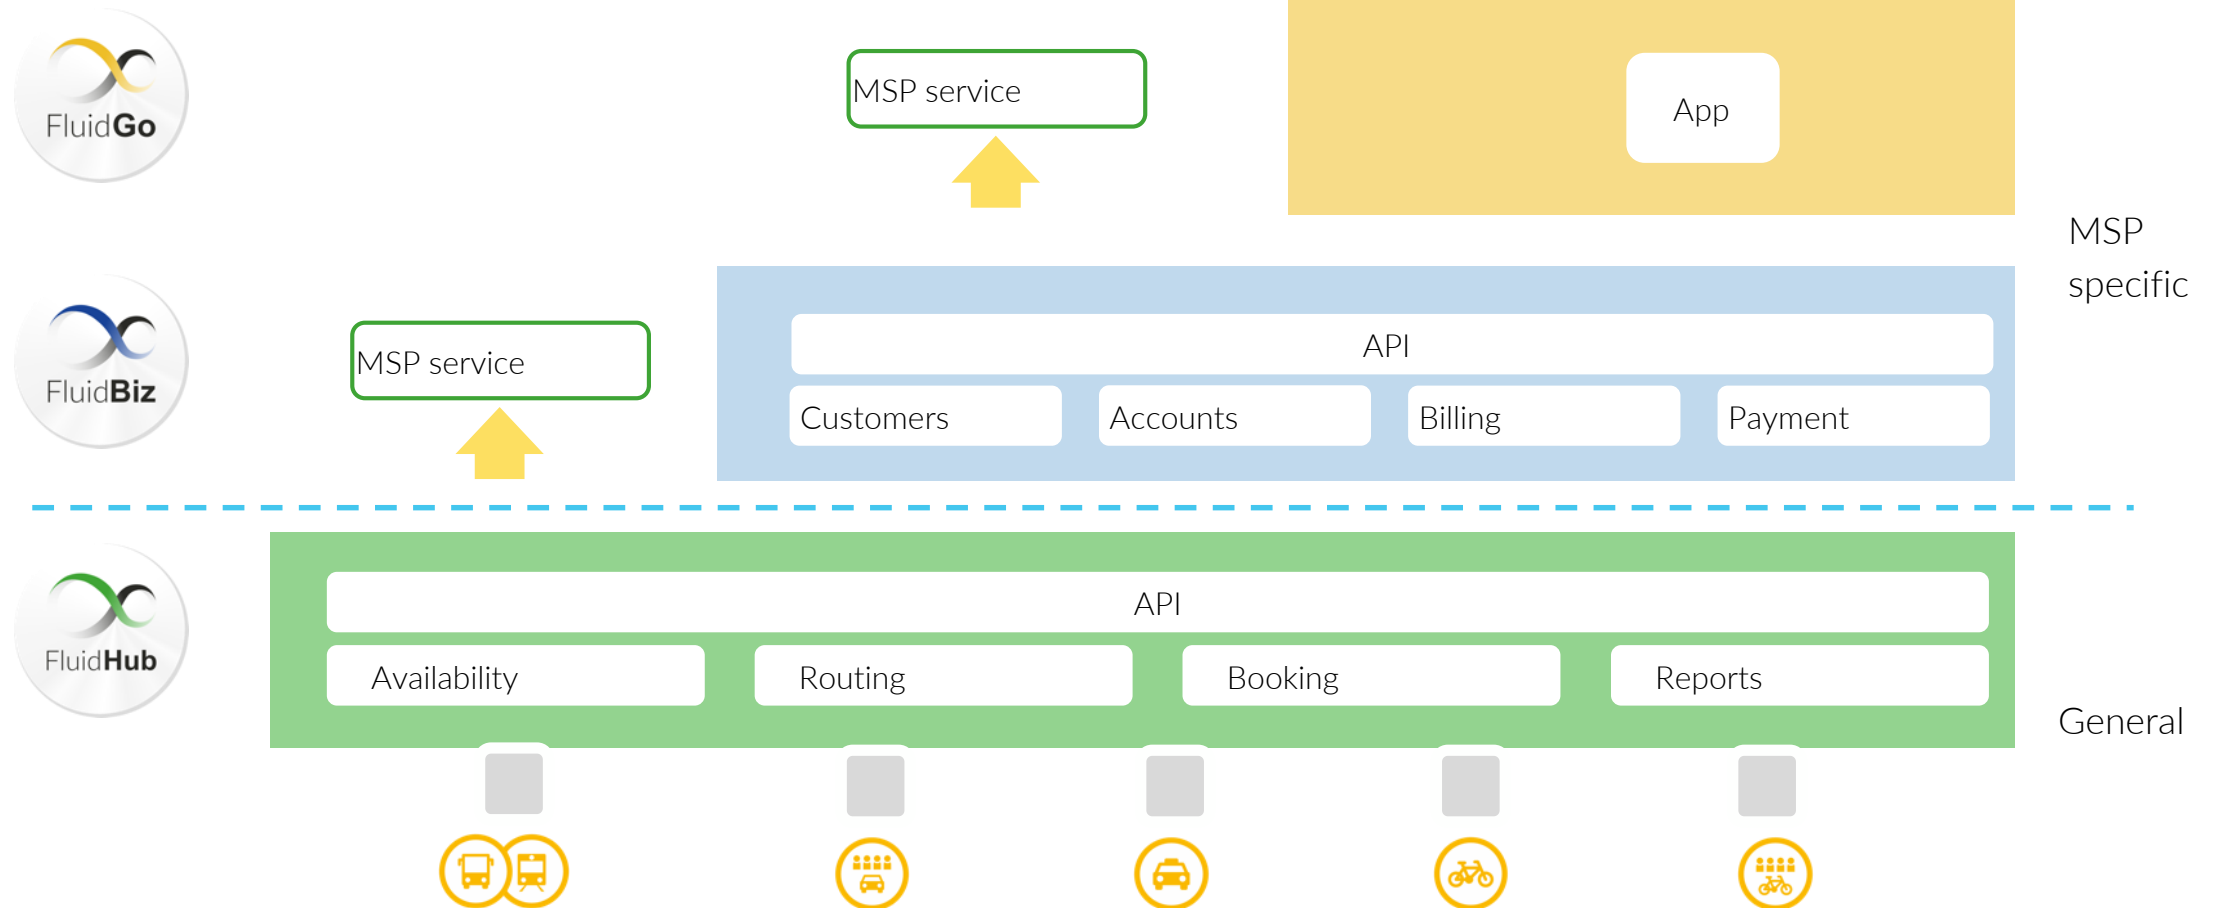 FluidGo
MSP service
App
MSP
specific
FluidBiz
MSP service
API
Customers
Accounts
Billing
Payment
FluidHub
API
Availability
Routing
Booking
Reports
General